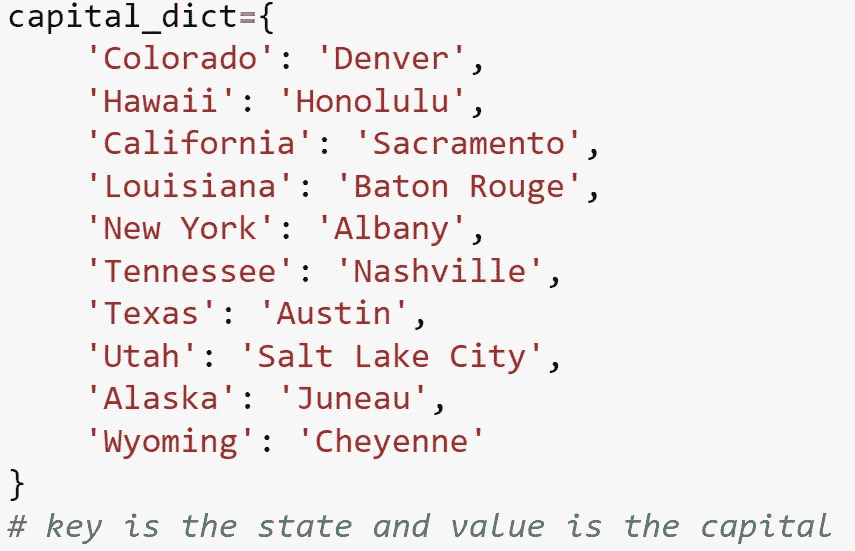 capital_dict={
    'Colorado': 'Denver',
    'Hawaii': 'Honolulu',
    'California': 'Sacramento',
    'Louisiana': 'Baton Rouge',
    'New York': 'Albany',
    'Tennessee': 'Nashville',
    'Texas': 'Austin',
    'Utah': 'Salt Lake City',
    'Alaska': 'Juneau',
    'Wyoming': 'Cheyenne'
}
# key is the state and value is the capital